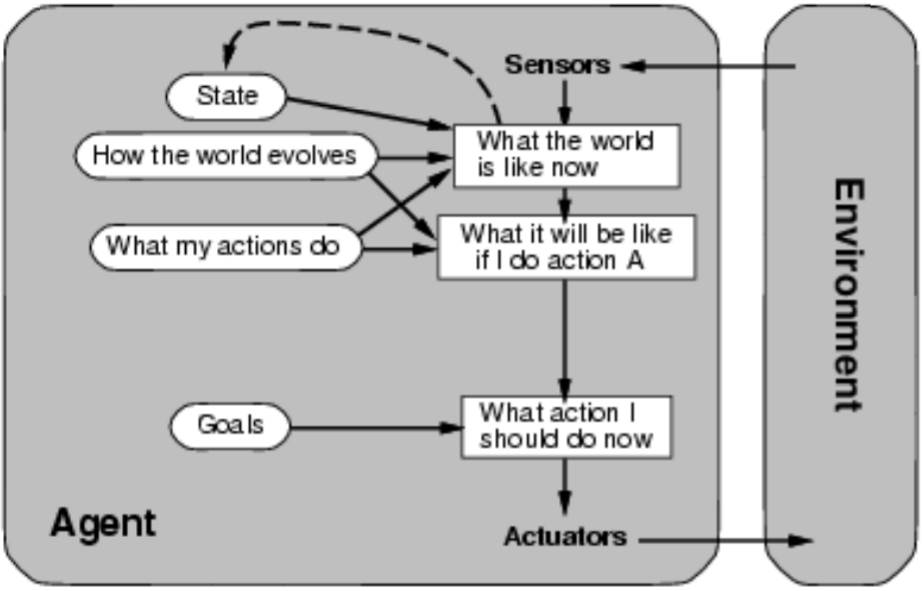 Sensors
State
What the world
is like now
How the world evolves
What my actions do
What it will be like
if I do action A
Goals
What action I
should do now
Agent
Actuators
Environment